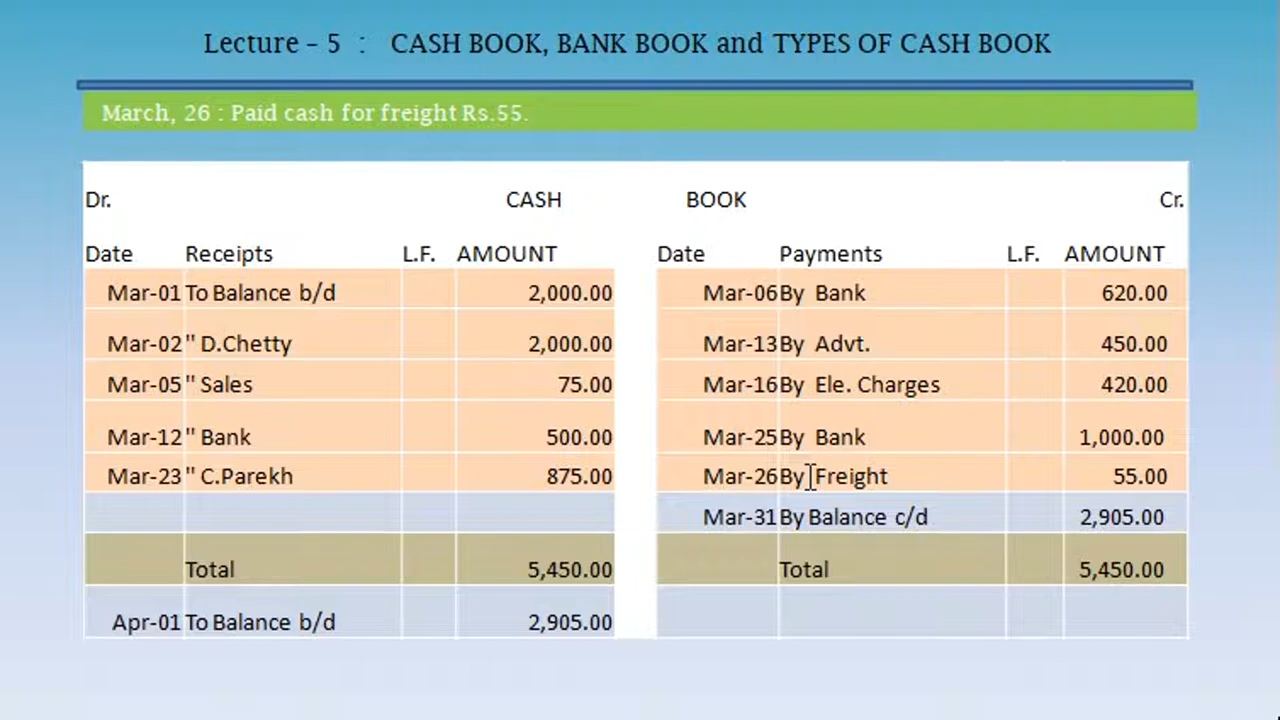 Lecture – 5 : CASH BOOK, BANK BOOK and TYPES OF CASH BOOK
March, 26 : Paid cash for freight Rs.55.
Dr. CASH BOOK Cr.
Date Receipts L.F. AMOUNT Date Payments L.F. AMOUNT
Mar-01 To Balance b/d 2,000.00 Mar-06 By Bank 620.00
Mar-02 " D.Chetty 2,000.00 Mar-13 By Advt. 450.00
Mar-05 " Sales 75.00 Mar-16 By Ele. Charges 420.00
Mar-12 " Bank 500.00 Mar-25 By Bank 1,000.00
Mar-23 " C.Parekh 875.00 Mar-26 By Freight 55.00
Mar-31 By Balance c/d 2,905.00
Total 5,450.00 Total 5,450.00
Apr-01 To Balance b/d 2,905.00